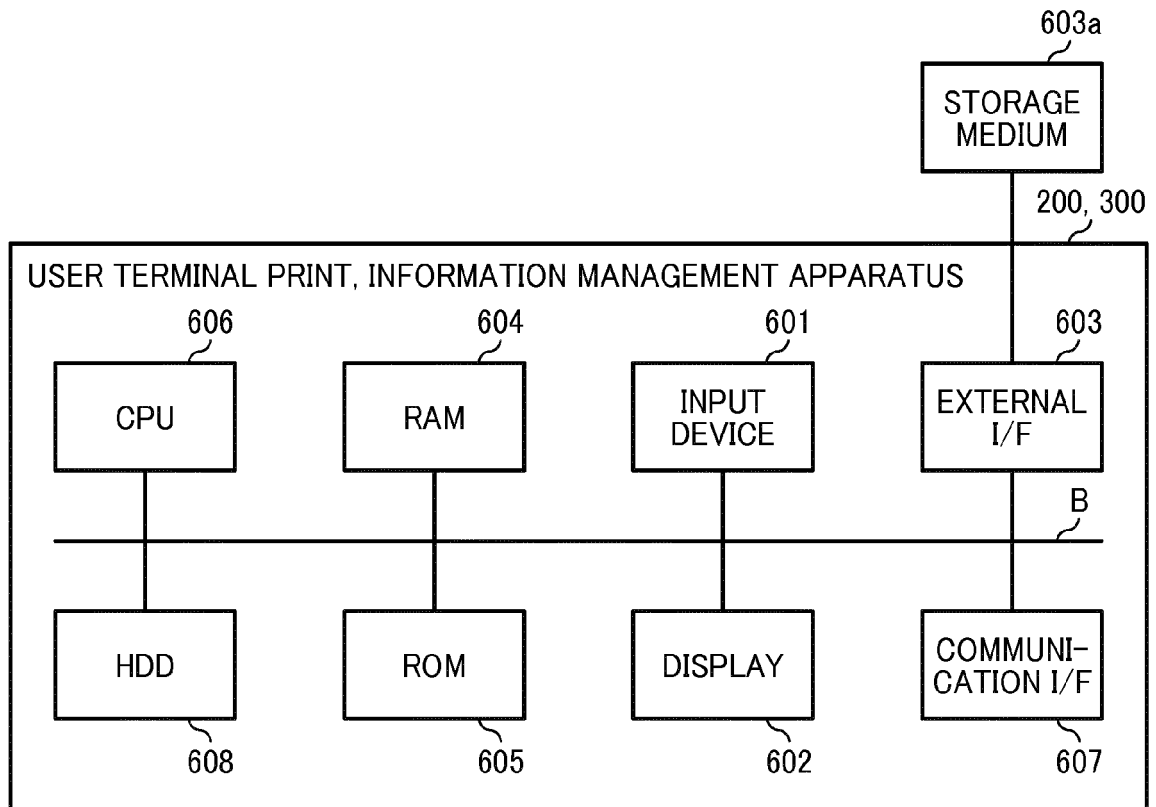 603a
STORAGE
MEDIUM
200, 300
USER TERMINAL PRINT, INFORMATION MANAGEMENT APPARATUS
606
604
601
603
CPU
RAM
INPUT
DEVICE
EXTERNAL
I/F
B
HDD
ROM
DISPLAY
COMMUNI-
CATION I/F
608
605
602
607